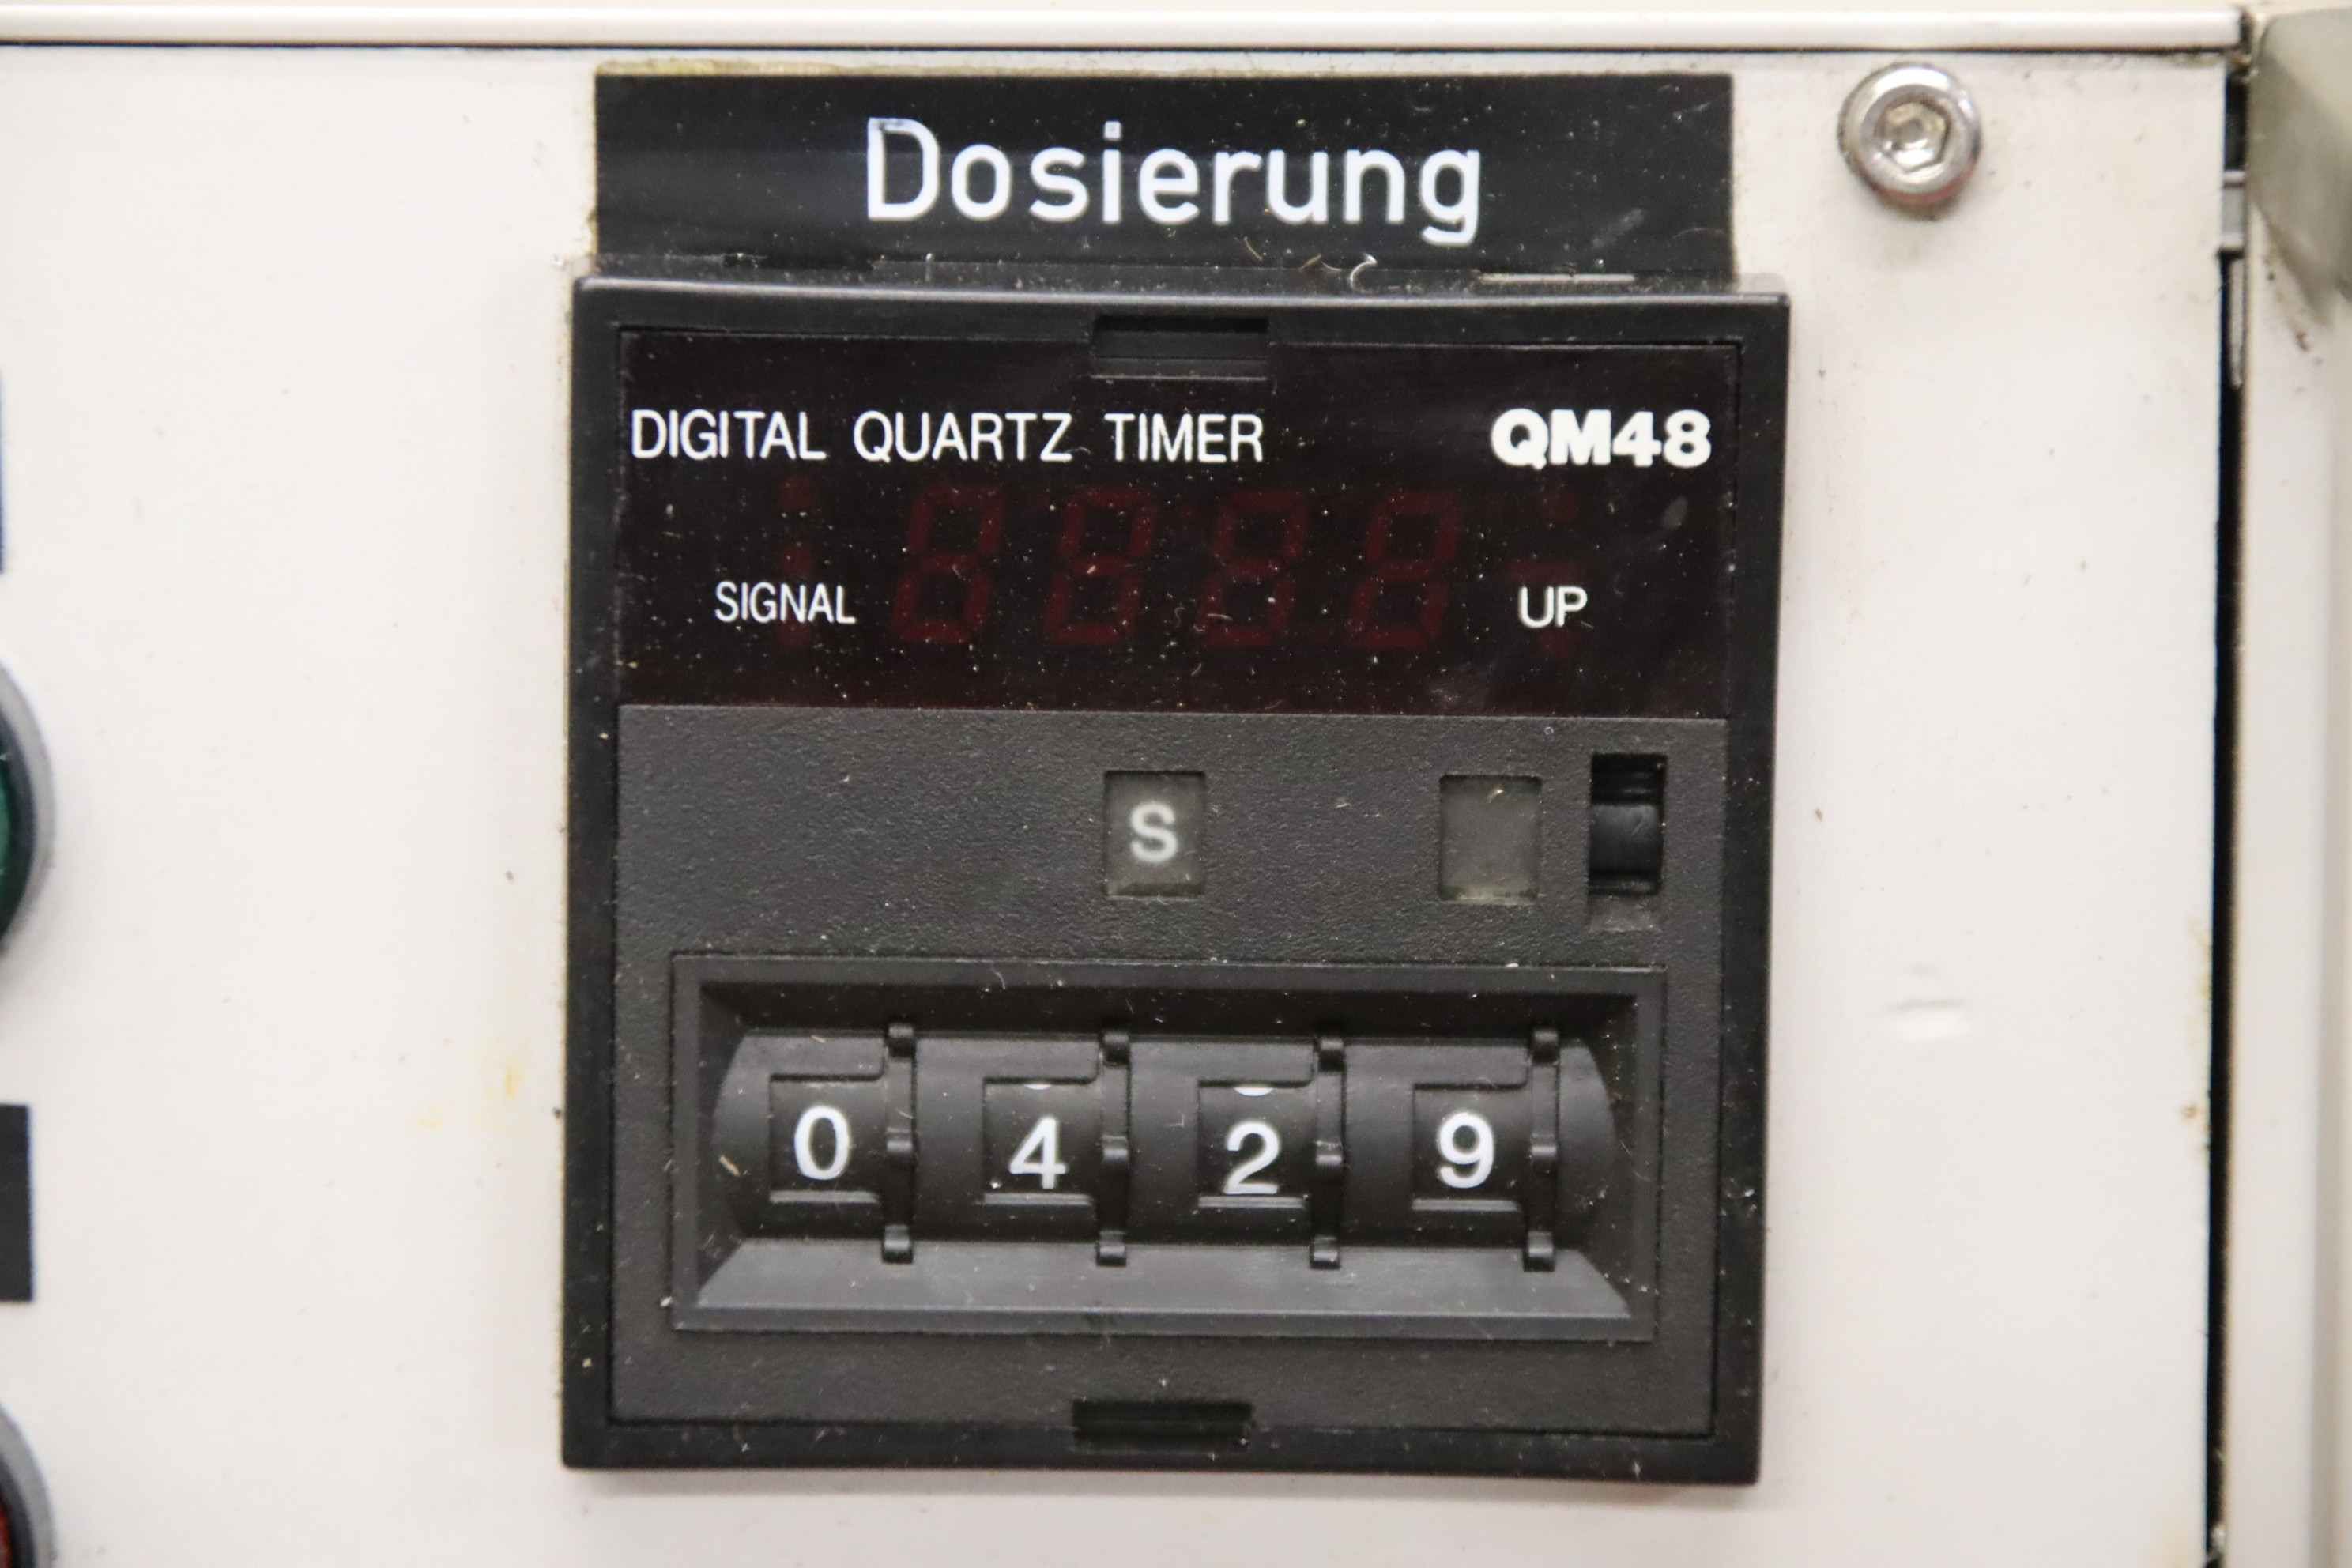 Dosierung
DIGITAL QUARTZ TIMER QM48
SIGNAL UP
S
0 4 2 9